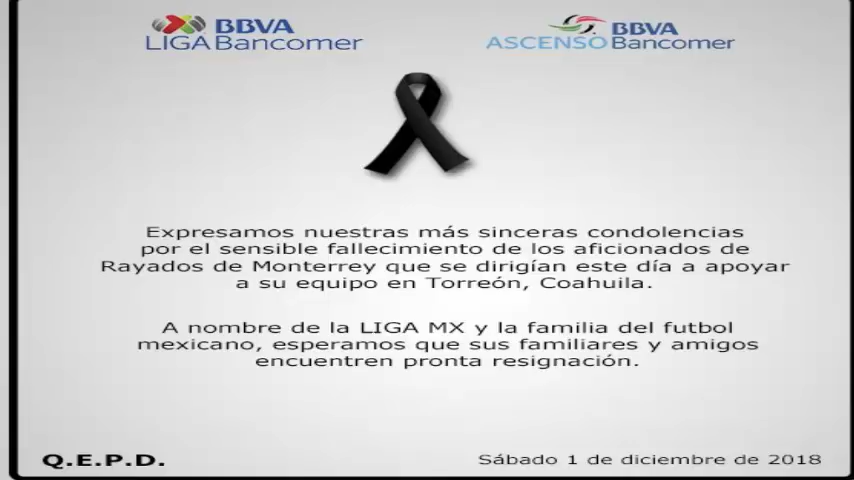 BBVA
LIGA Bancomer
BBVA
ASCENSO Bancomer
Expresamos nuestras más sinceras condolencias
por el sensible fallecimiento de los aficionados de
Rayados de Monterrey que se dirigían este día a apoyar
a su equipo en Torreón, Coahuila.
A nombre de la LIGA MX y la familia del futbol
mexicano, esperamos que sus familiares y amigos
encuentren pronta resignación.
Q.E.P.D.
Sábado 1 de diciembre de 2018